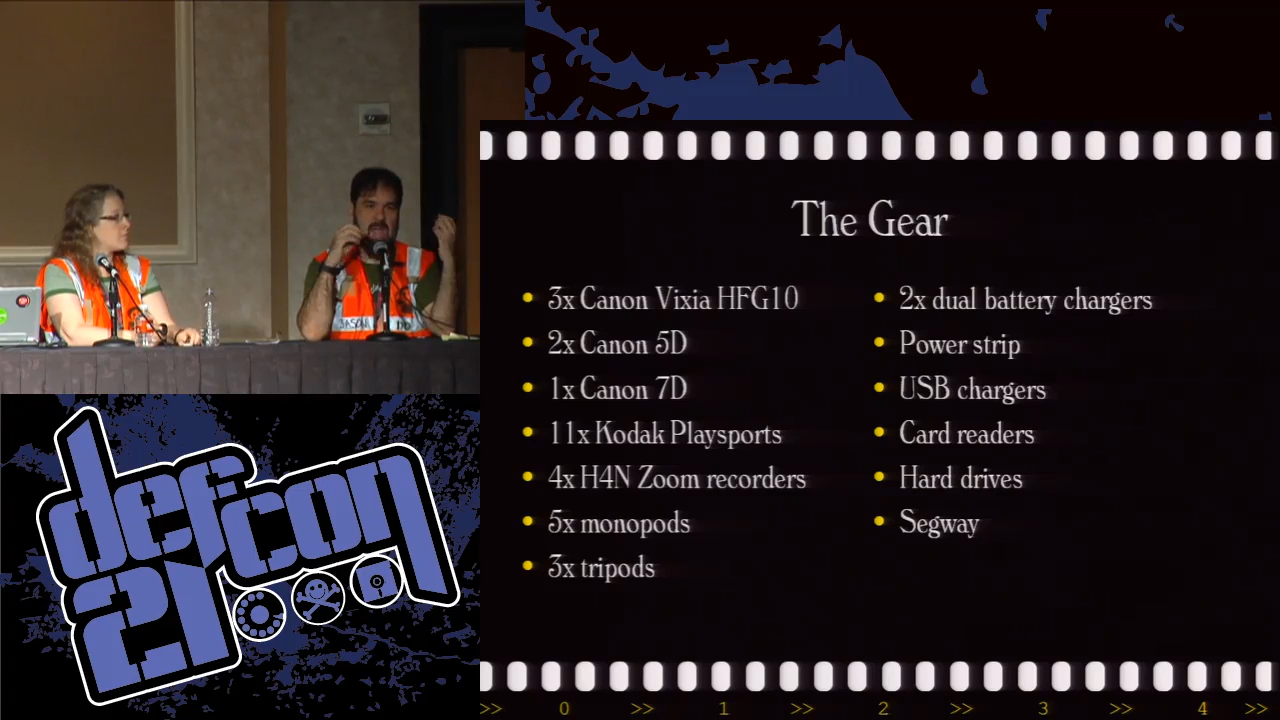 The Gear
3x Canon Vixia HFG10
2x Canon 5D
1x Canon 7D
11x Kodak Playsports
4x H4N Zoom recorders
5x monopods
3x tripods
2x dual battery chargers
Power strip
USB chargers
Card readers
Hard drives
Segway
JASON
defcon
21
>> 0 >> 1 >> 2 >> 3 >> 4 >>